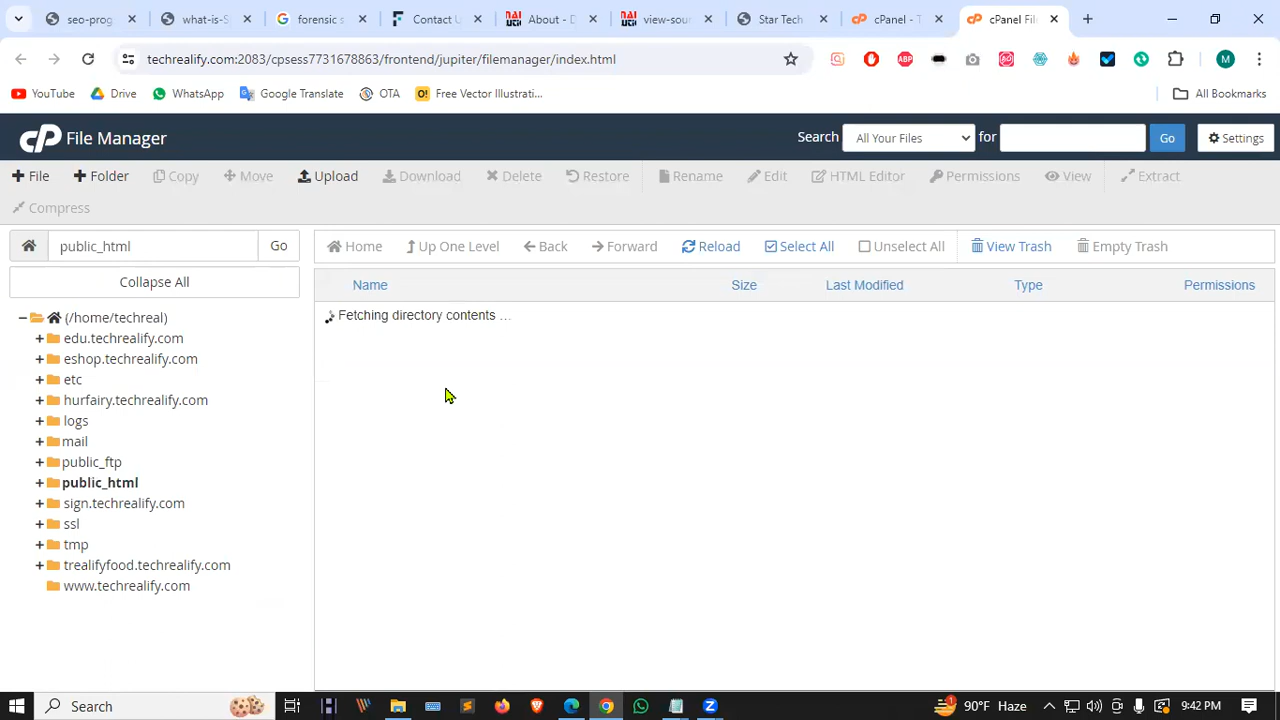 seo-prog
what-is-S
forensic s
Contact U
About - D
view-sou
Star Tech
cPanel - T
cPanel Fil
techrealify.com:2083/cpsess7731678863/frontend/jupiter/filemanager/index.html
M
YouTube
Drive
WhatsApp
Google Translate
OTA
Free Vector Illustrati...
All Bookmarks
cP File Manager
Search
All Your Files
for
Go
Settings
File
Folder
Copy
Move
Upload
Download
Delete
Restore
Rename
Edit
HTML Editor
Permissions
View
Extract
Compress
public_html
Go
Home
Up One Level
Back
Forward
Reload
Select All
Unselect All
View Trash
Empty Trash
Collapse All
Name
Size
Last Modified
Type
Permissions
Fetching directory contents ...
(/home/techreal)
edu.techrealify.com
eshop.techrealify.com
etc
hurfairy.techrealify.com
logs
mail
public_ftp
public_html
sign.techrealify.com
ssl
tmp
trealifyfood.techrealify.com
www.techrealify.com
Search
90°F Haze
9:42 PM